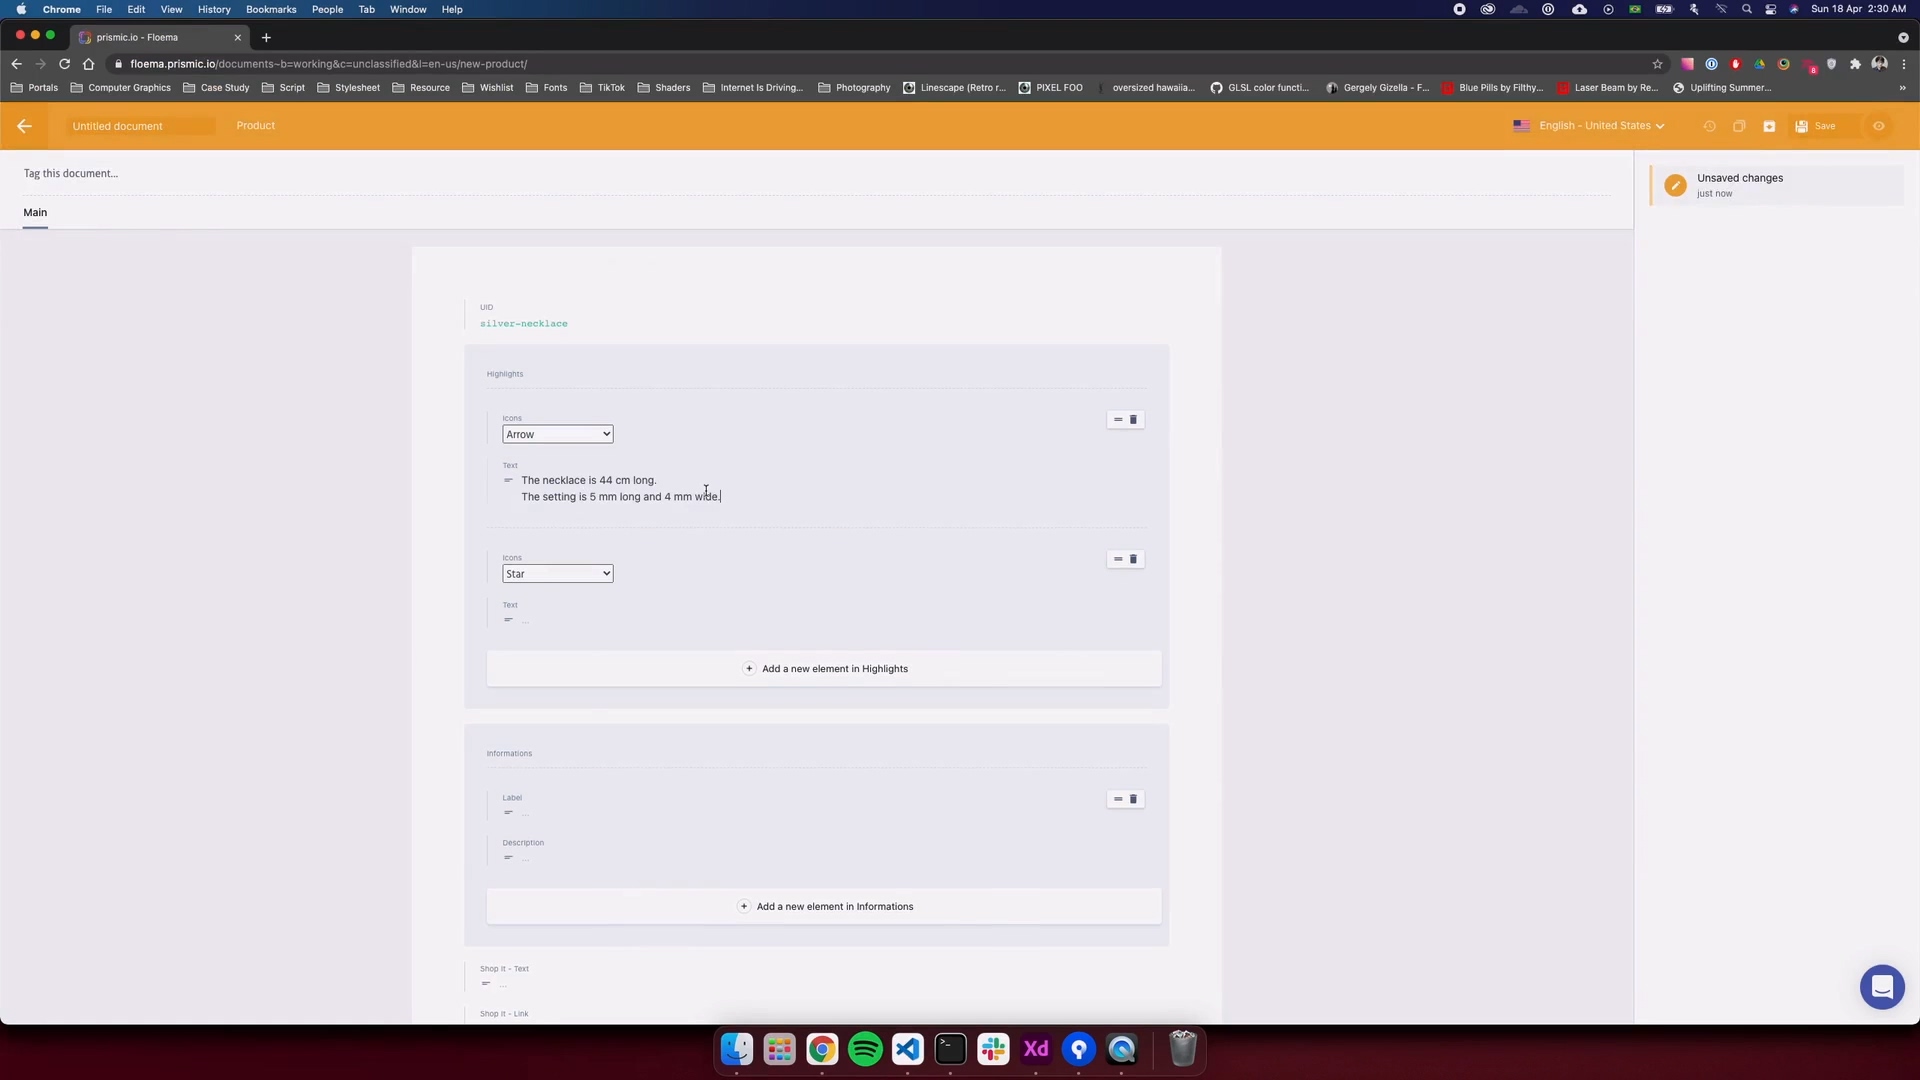 Chrome File Edit View History Bookmarks People Tab Window Help Sun 18 Apr 2:30 AM
prismic.io - Floema
floema.prismic.io/documents~b=working&c=unclassified&l=en-us/new-product/
Portals Computer Graphics Case Study Script Stylesheet Resource Wishlist Fonts TikTok Shaders Internet Is Driving... Photography Linescape (Retro r... PIXEL FOO oversized hawaiia... GLSL color functi... Gergely Gizella - F... Blue Pills by Filthy... Laser Beam by Re... Uplifting Summer...
8
Untitled document Product English - United States Save
Tag this document...
Main
Unsaved changes
just now
UID
silver-necklace
Highlights
Icons
Arrow
Text
The necklace is 44 cm long.
The setting is 5 mm long and 4 mm wide.
Icons
Star
Text
...
Add a new element in Highlights
Informations
Label
...
Description
...
Add a new element in Informations
Shop it - Text
...
Shop it - Link
Xd